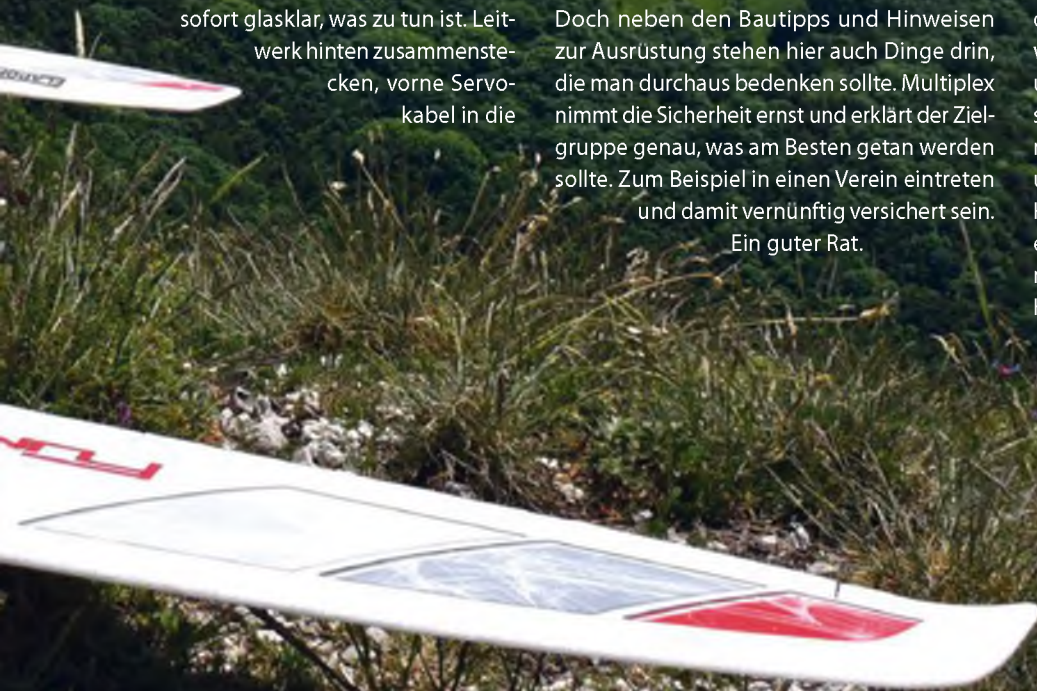 sofort glasklar, was zu tun ist. Leit-
werk hinten zusammenste-
cken, vorne Servo-
kabel in die
Doch neben den Bautipps und Hinweisen
zur Ausrüstung stehen hier auch Dinge drin,
die man durchaus bedenken sollte. Multiplex
nimmt die Sicherheit ernst und erklärt der Ziel-
gruppe genau, was am Besten getan werden
sollte. Zum Beispiel in einen Verein eintreten
und damit vernünftig versichert sein.
Ein guter Rat.